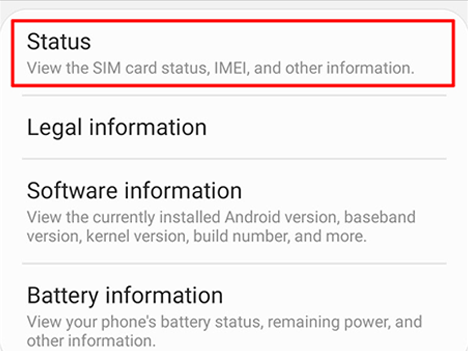 Status
View the SIM card status, IMEI, and other information.
Legal information
Software information
View the currently installed Android version, baseband
version, kernel version, build number, and more.
Battery information
View your phone's battery status, remaining power, and
other information.